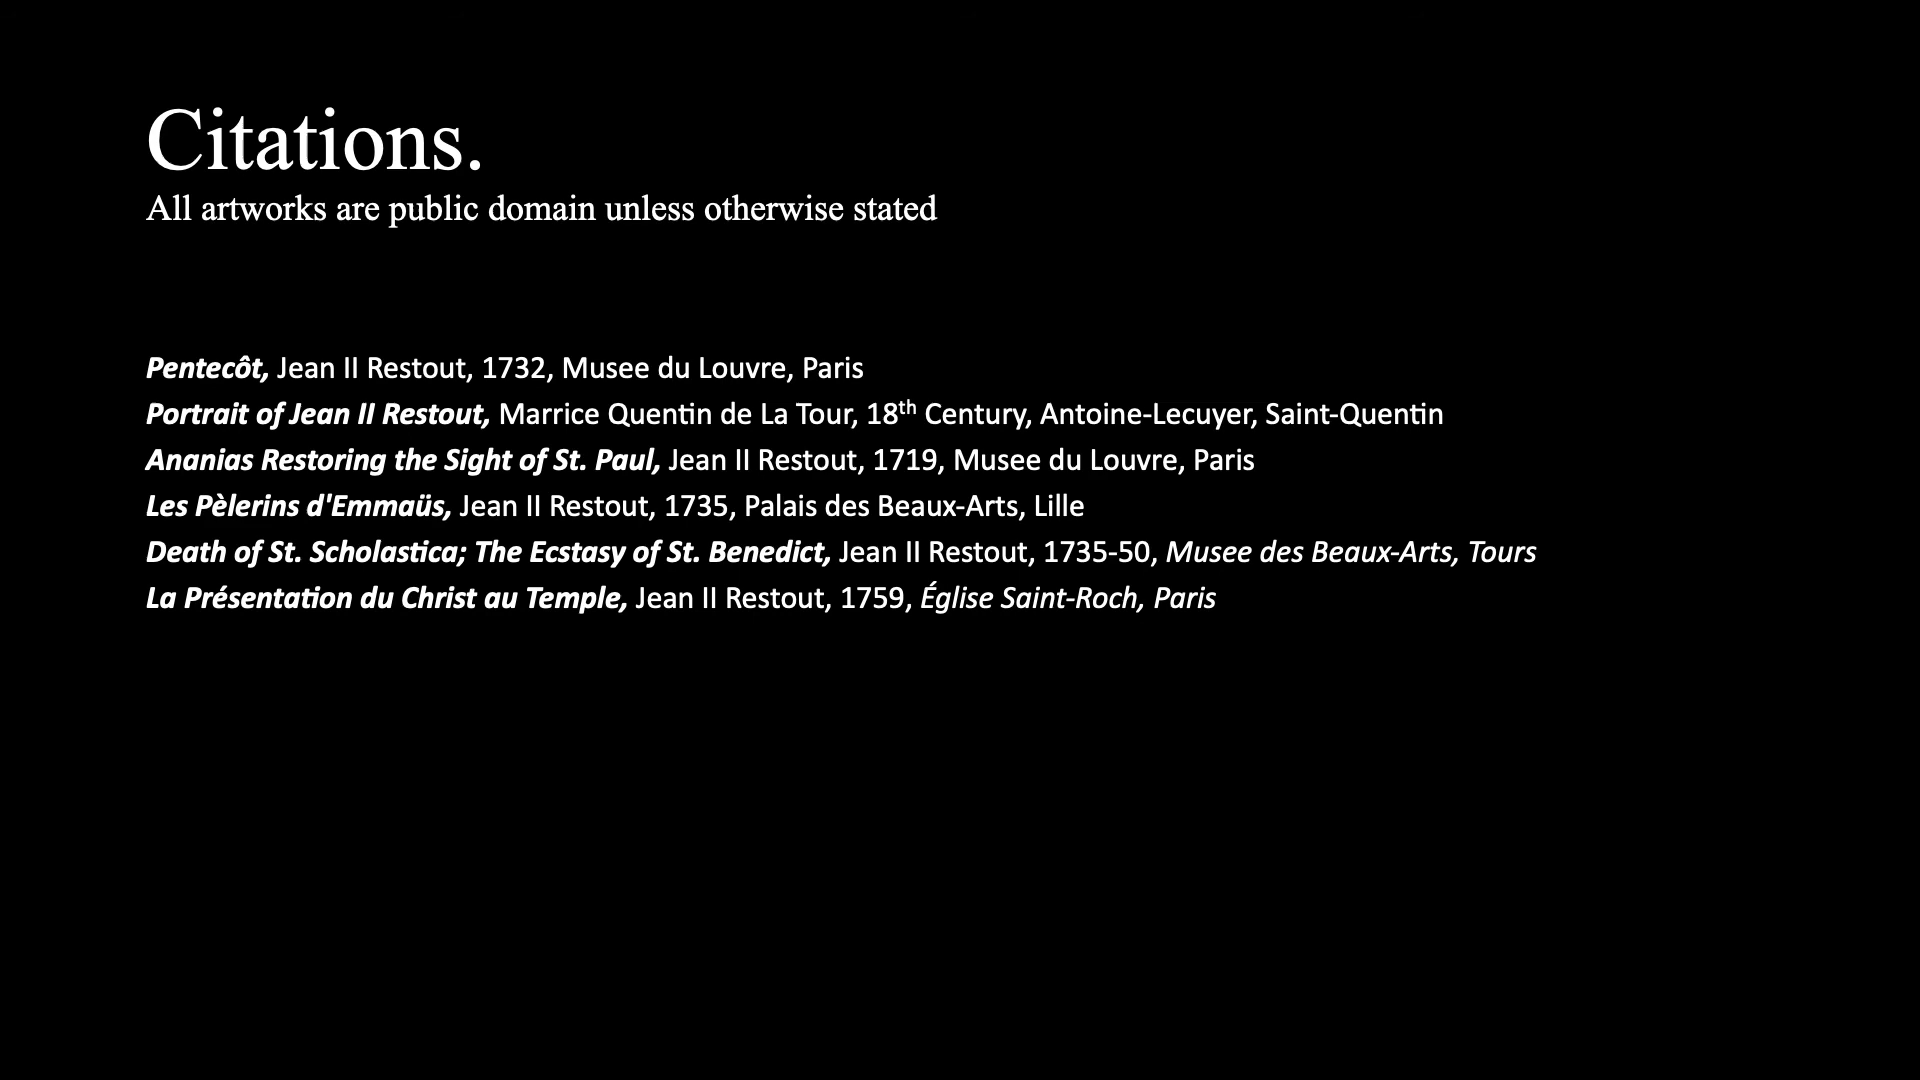 Citations.
All artworks are public domain unless otherwise stated
Pentecôt, Jean II Restout, 1732, Musee du Louvre, Paris
Portrait of Jean II Restout, Marrice Quentin de La Tour, 18th Century, Antoine-Lecuyer, Saint-Quentin
Ananias Restoring the Sight of St. Paul, Jean II Restout, 1719, Musee du Louvre, Paris
Les Pèlerins d'Emmaüs, Jean II Restout, 1735, Palais des Beaux-Arts, Lille
Death of St. Scholastica; The Ecstasy of St. Benedict, Jean II Restout, 1735-50, Musee des Beaux-Arts, Tours
La Présentation du Christ au Temple, Jean II Restout, 1759, Église Saint-Roch, Paris